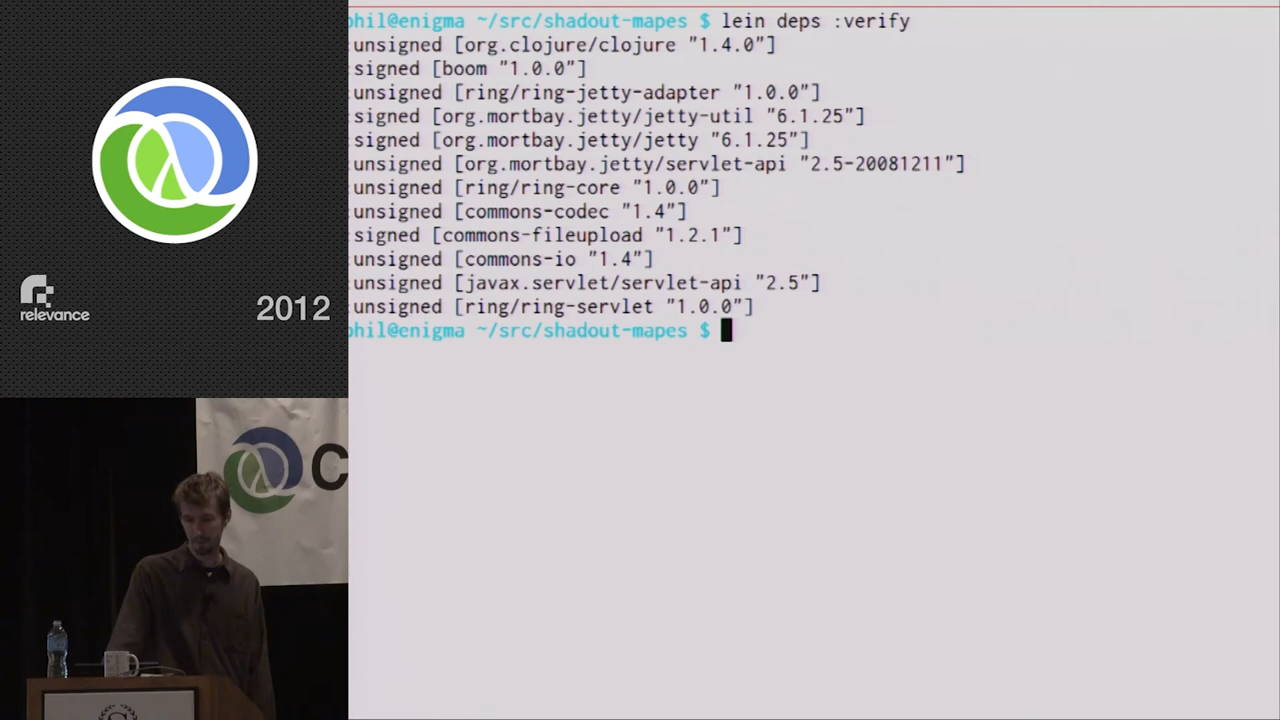 phil@enigma ~/src/shadout-mapes $ lein deps :verify
:unsigned [org.clojure/clojure "1.4.0"]
:signed [boom "1.0.0"]
:unsigned [ring/ring-jetty-adapter "1.0.0"]
:unsigned [org.mortbay.jetty/jetty-util "6.1.25"]
:signed [org.mortbay.jetty/jetty "6.1.25"]
:unsigned [org.mortbay.jetty/servlet-api "2.5-20081211"]
:unsigned [ring/ring-core "1.0.0"]
:unsigned [commons-codec "1.4"]
:signed [commons-fileupload "1.2.1"]
:unsigned [commons-io "1.4"]
:unsigned [javax.servlet/servlet-api "2.5"]
:unsigned [ring/ring-servlet "1.0.0"]
phil@enigma ~/src/shadout-mapes $
relevance
2012
C